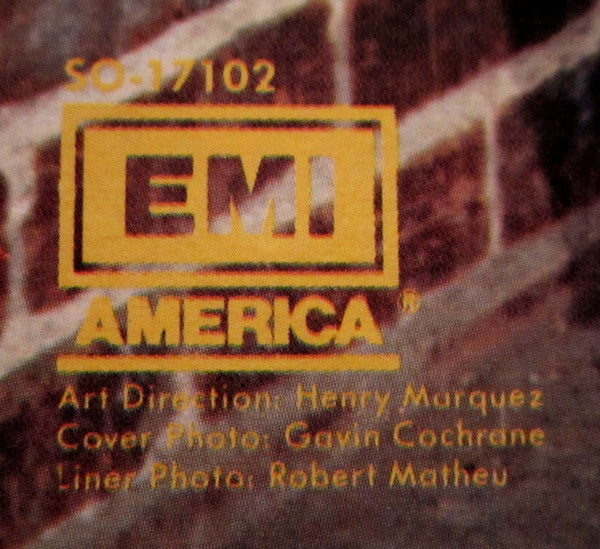 SO-17102
EMI
AMERICA®
Art Direction: Henry Marquez
Cover Photo: Gavin Cochrane
Liner Photo: Robert Matheu